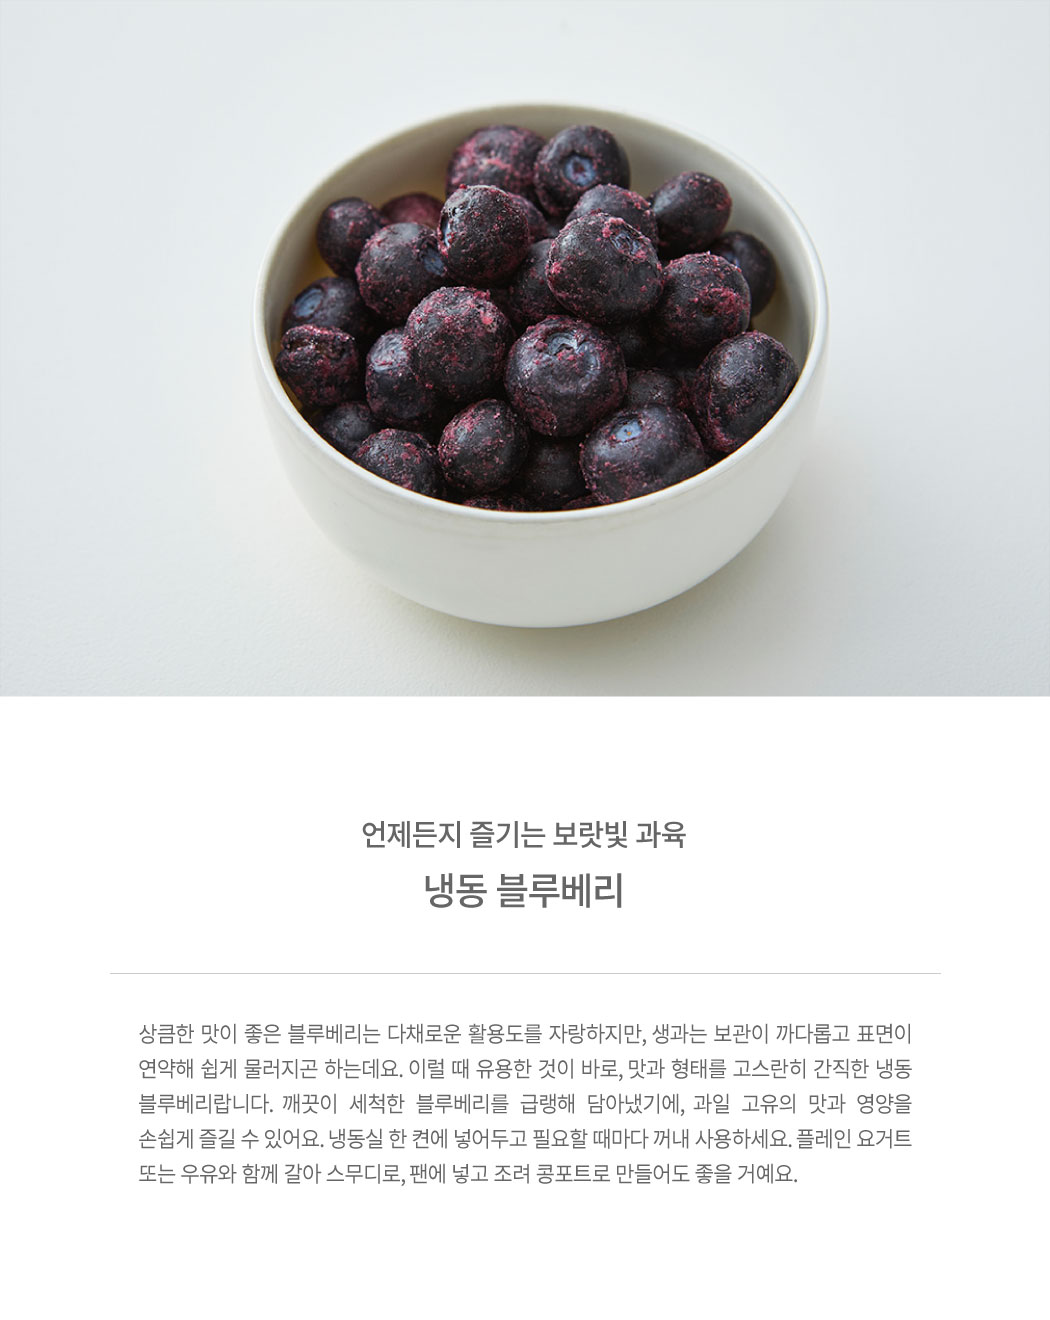 언제든지 즐기는 보랏빛 과육
냉동 블루베리
상큼한 맛이 좋은 블루베리는 다채로운 활용도를 자랑하지만, 생과는 보관이 까다롭고 표면이
연약해 쉽게 물러지곤 하는데요. 이럴 때 유용한 것이 바로, 맛과 형태를 고스란히 간직한 냉동
블루베리랍니다. 깨끗이 세척한 블루베리를 급랭해 담아냈기에, 과일 고유의 맛과 영양을
손쉽게 즐길 수 있어요. 냉동실 한 켠에 넣어두고 필요할 때마다 꺼내 사용하세요. 플레인 요거트
또는 우유와 함께 갈아 스무디로, 팬에 넣고 조려 콩포트로 만들어도 좋을 거예요.